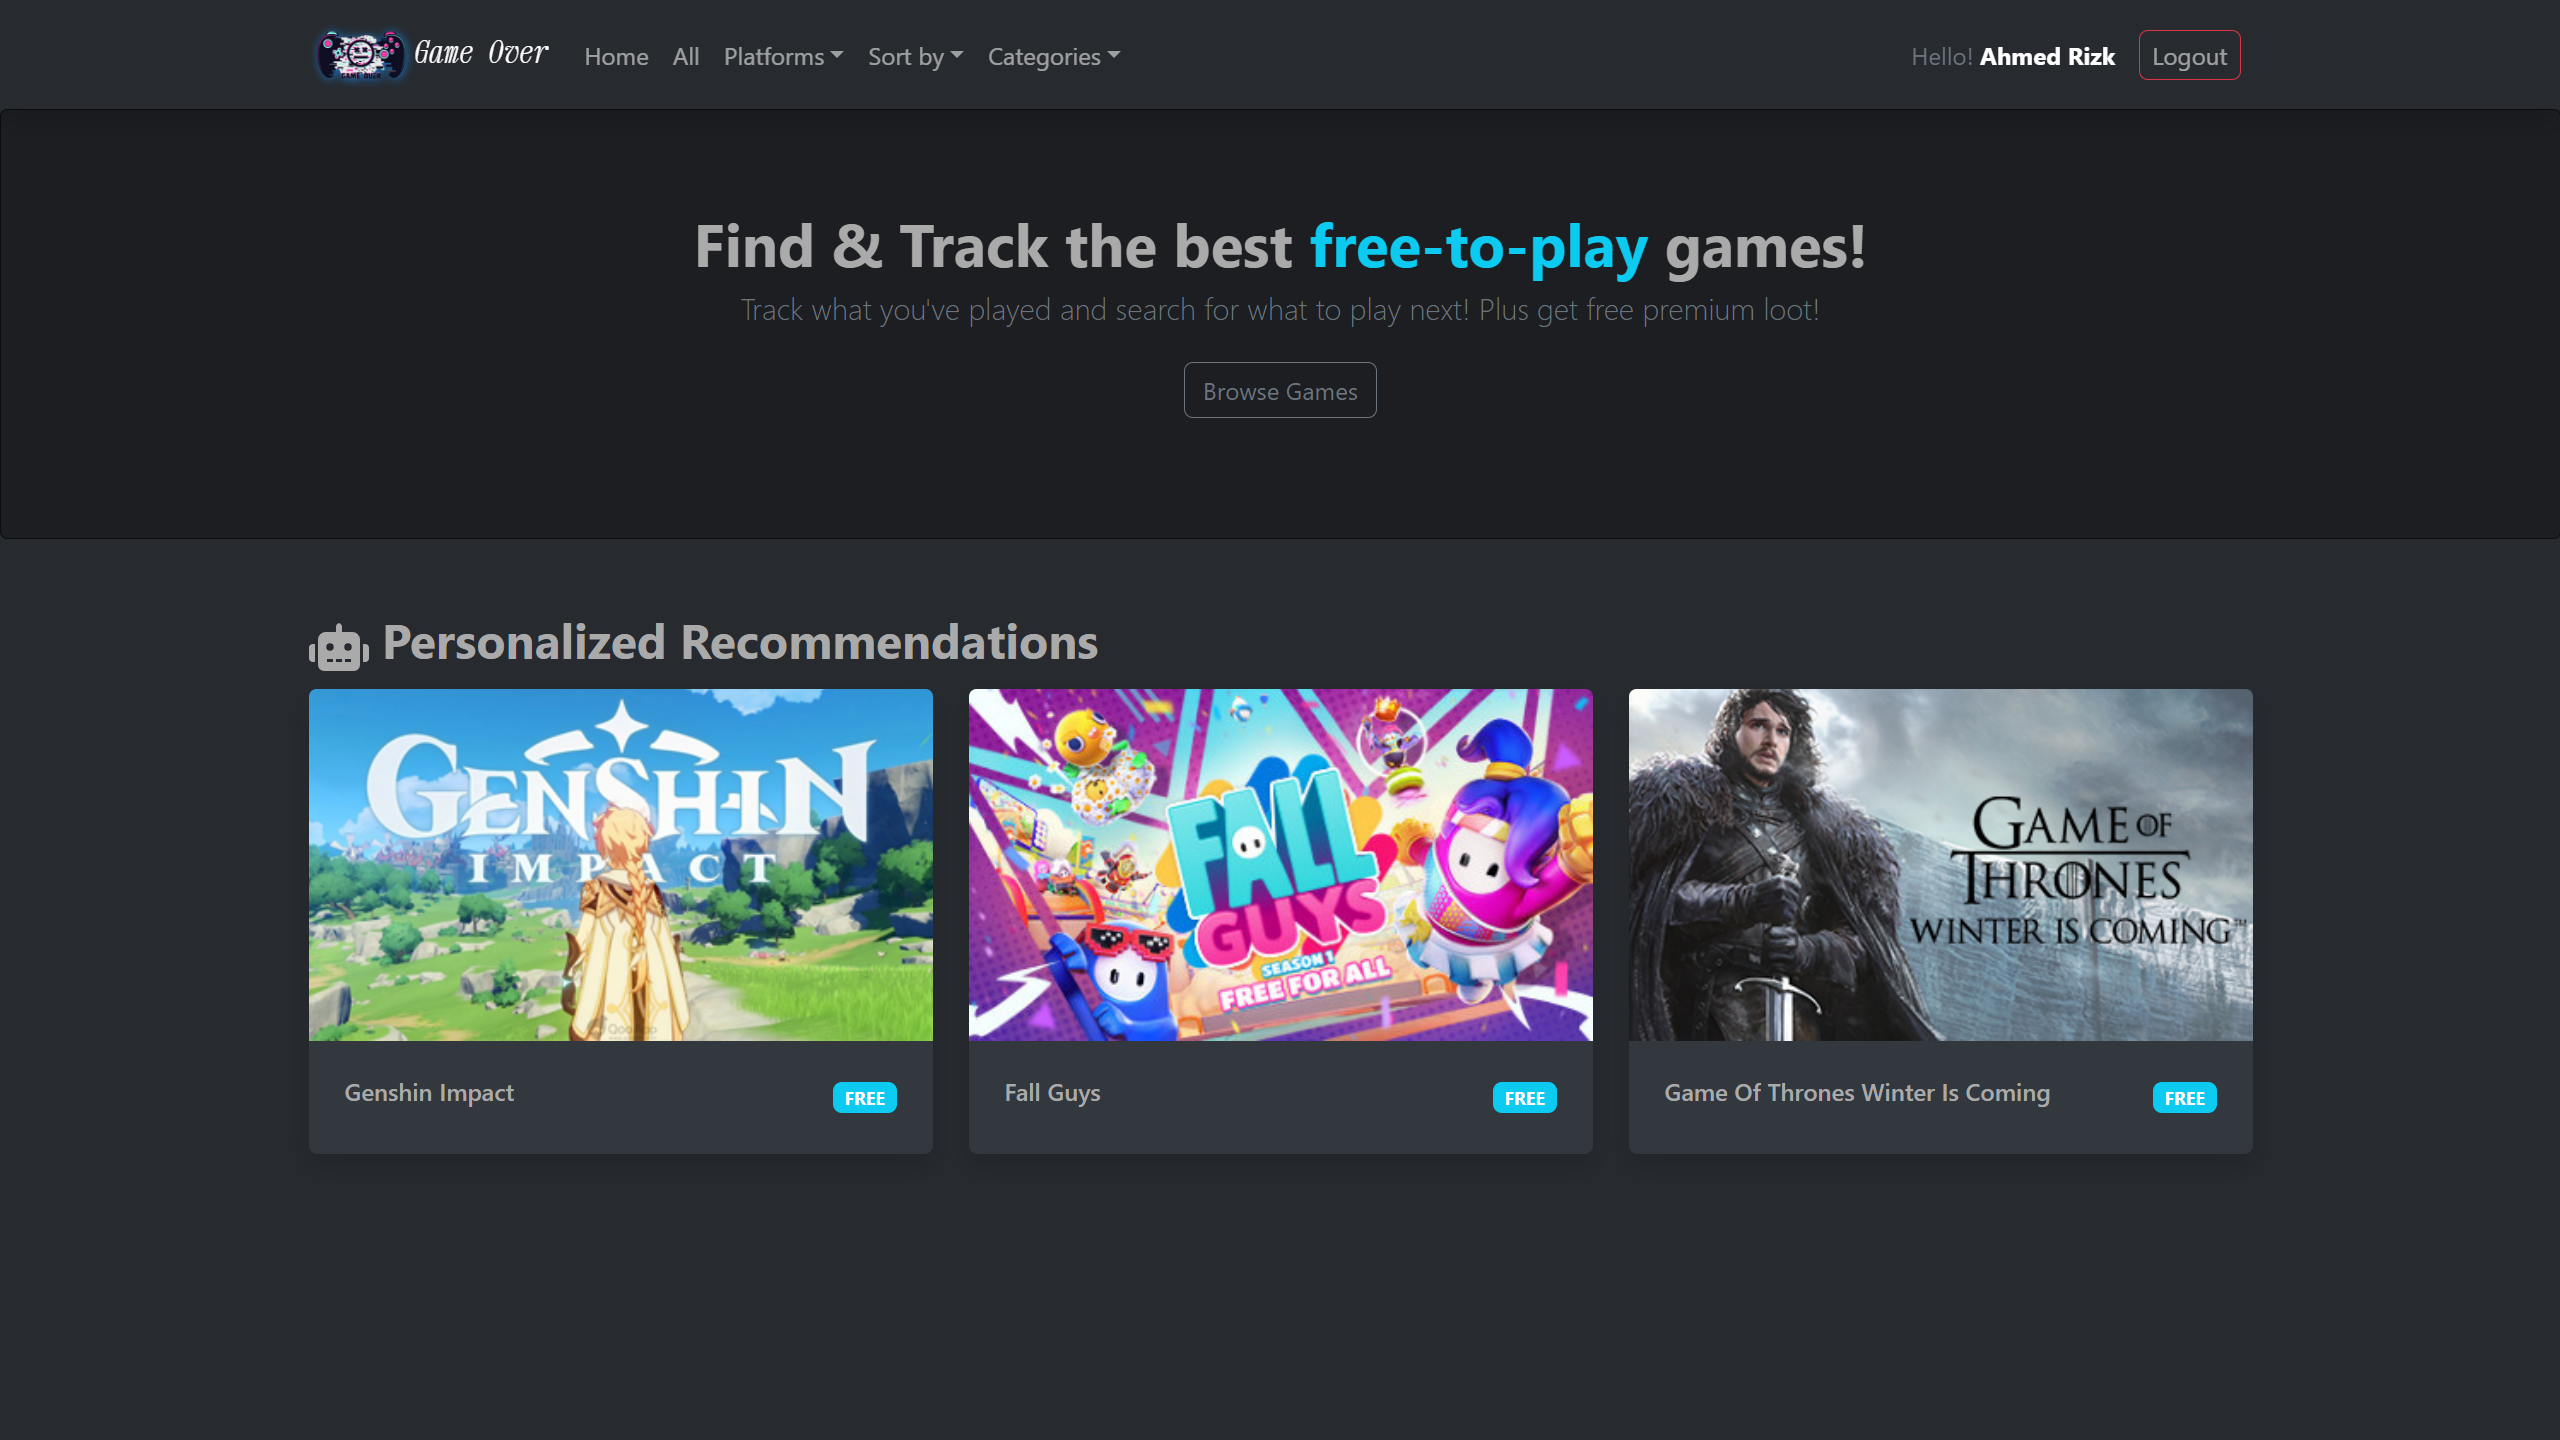 GAME OVER
Game Over
Home
All
Platforms
Sort by
Categories
Hello! Ahmed Rizk
Logout
Find & Track the best free-to-play games!
Track what you've played and search for what to play next! Plus get free premium loot!
Browse Games
Personalized Recommendations
GENSHIN
IMPACT
QooApp
FALL
GUYS
SEASON 1
FREE FOR ALL
GAME OF
THRONES
WINTER IS COMING™
Genshin Impact
FREE
Fall Guys
FREE
Game Of Thrones Winter Is Coming
FREE